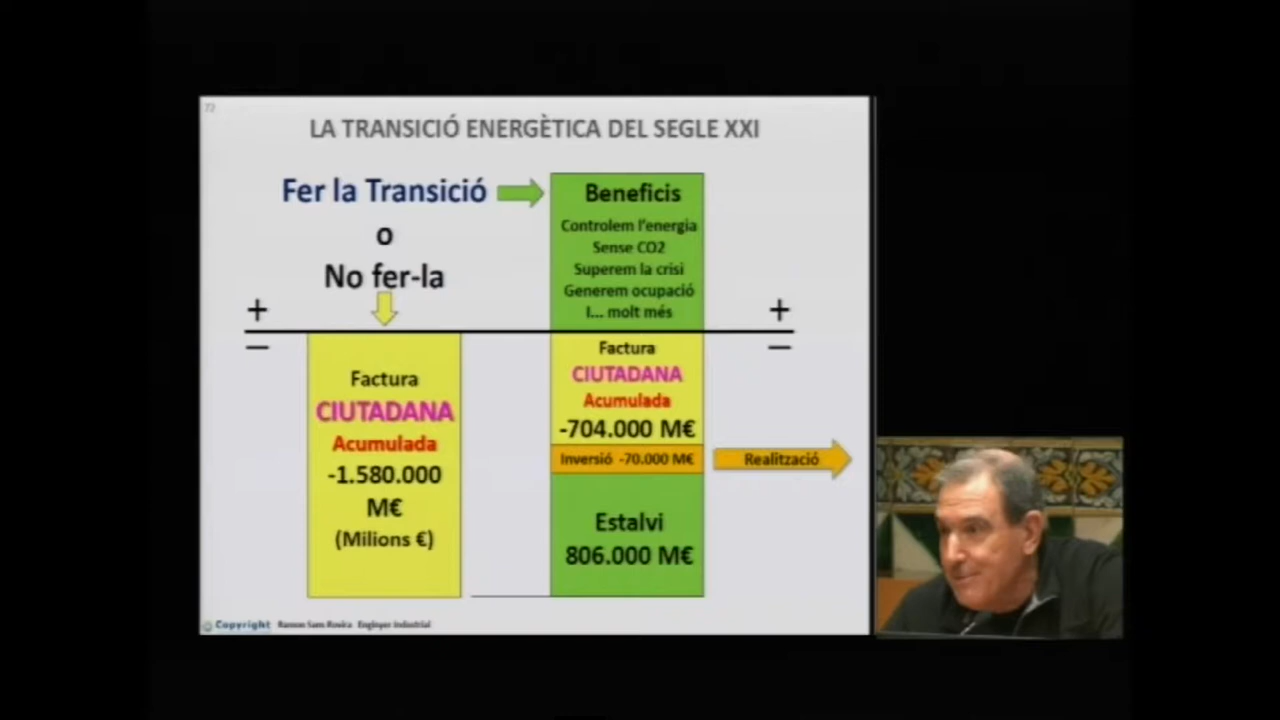 72
LA TRANSICIÓ ENERGÈTICA DEL SEGLE XXI
Fer la Transició
o
No fer-la
+
—
Factura
CIUTADANA
Acumulada
-1.580.000
M€
(Milions €)
Beneficis
Controlem l'energia
Sense CO2
Superem la crisi
Generem ocupació
I... molt més
+
—
Factura
CIUTADANA
Acumulada
-704.000 M€
Inversió -70.000 M€
Realització
Estalvi
806.000 M€
© Copyright Ramon Sans Rovira Enginyer Industrial